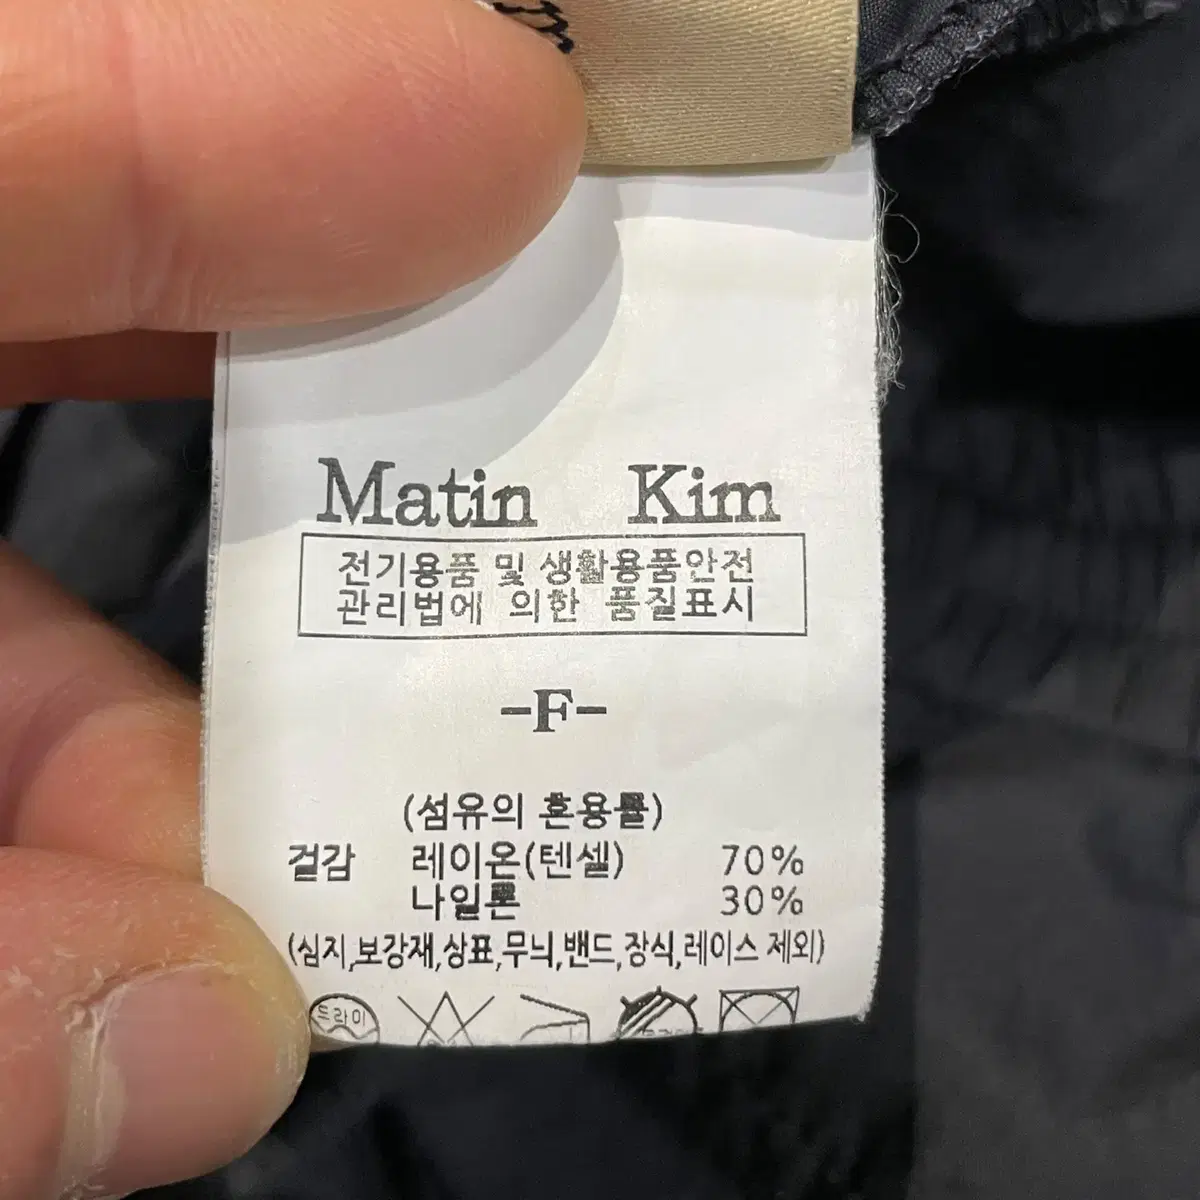 Matin Kim
전기용품 및 생활용품안전
관리법에 의한 품질표시
-F-
(섬유의 혼용률)
겉감 레이온(텐셀) 70%
나일론 30%
(심지,보강재,상표,무늬,밴드,장식,레이스 제외)
드라이